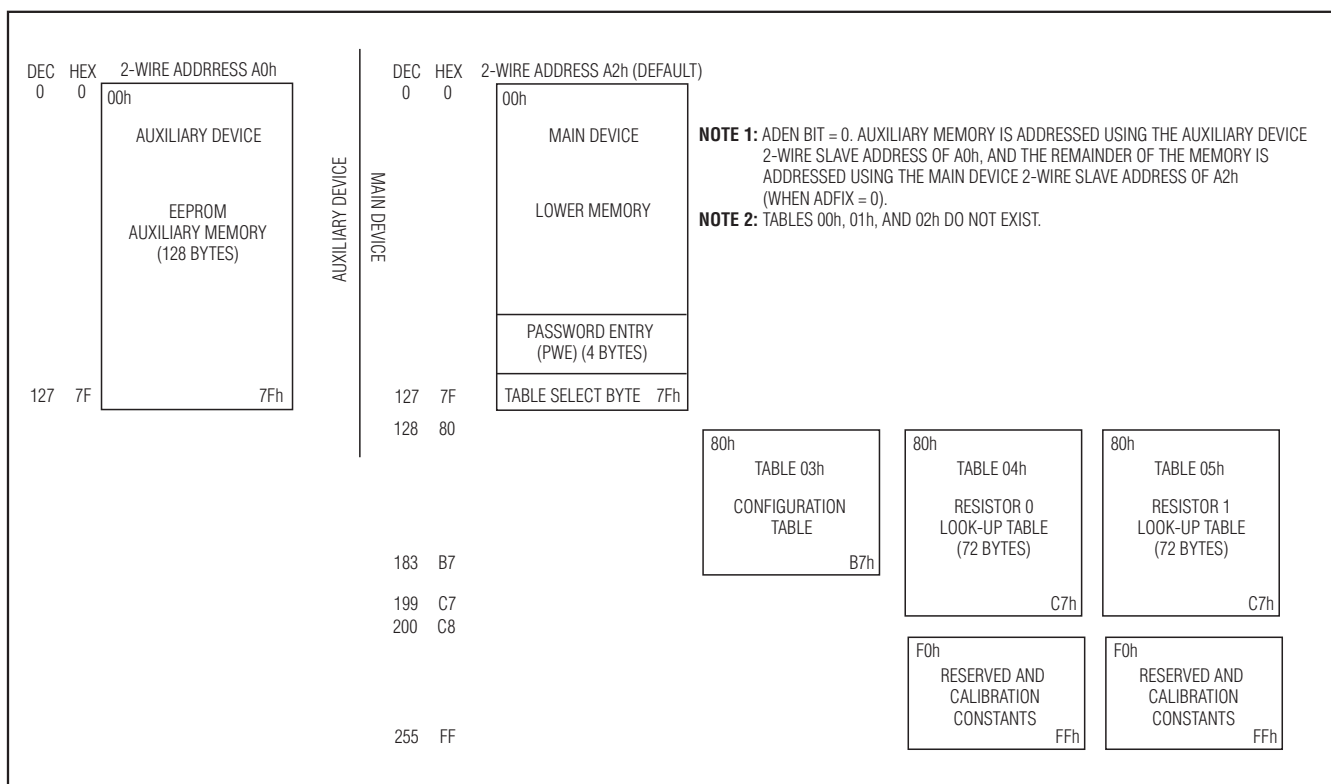 DEC HEX 2-WIRE ADDRRESS A0h
0 0 00h
AUXILIARY DEVICE
EEPROM
AUXILIARY MEMORY
(128 BYTES)
127 7F 7Fh
AUXILIARY DEVICE
MAIN DEVICE
DEC HEX 2-WIRE ADDRESS A2h (DEFAULT)
0 0 00h
MAIN DEVICE
LOWER MEMORY
PASSWORD ENTRY
(PWE) (4 BYTES)
127 7F TABLE SELECT BYTE 7Fh
128 80
183 B7
199 C7
200 C8
255 FF
NOTE 1: ADEN BIT = 0. AUXILIARY MEMORY IS ADDRESSED USING THE AUXILIARY DEVICE
2-WIRE SLAVE ADDRESS OF A0h, AND THE REMAINDER OF THE MEMORY IS
ADDRESSED USING THE MAIN DEVICE 2-WIRE SLAVE ADDRESS OF A2h
(WHEN ADFIX = 0).
NOTE 2: TABLES 00h, 01h, AND 02h DO NOT EXIST.
80h
TABLE 03h
CONFIGURATION
TABLE
B7h
80h
TABLE 04h
RESISTOR 0
LOOK-UP TABLE
(72 BYTES)
C7h
80h
TABLE 05h
RESISTOR 1
LOOK-UP TABLE
(72 BYTES)
C7h
F0h
RESERVED AND
CALIBRATION
CONSTANTS
FFh
F0h
RESERVED AND
CALIBRATION
CONSTANTS
FFh